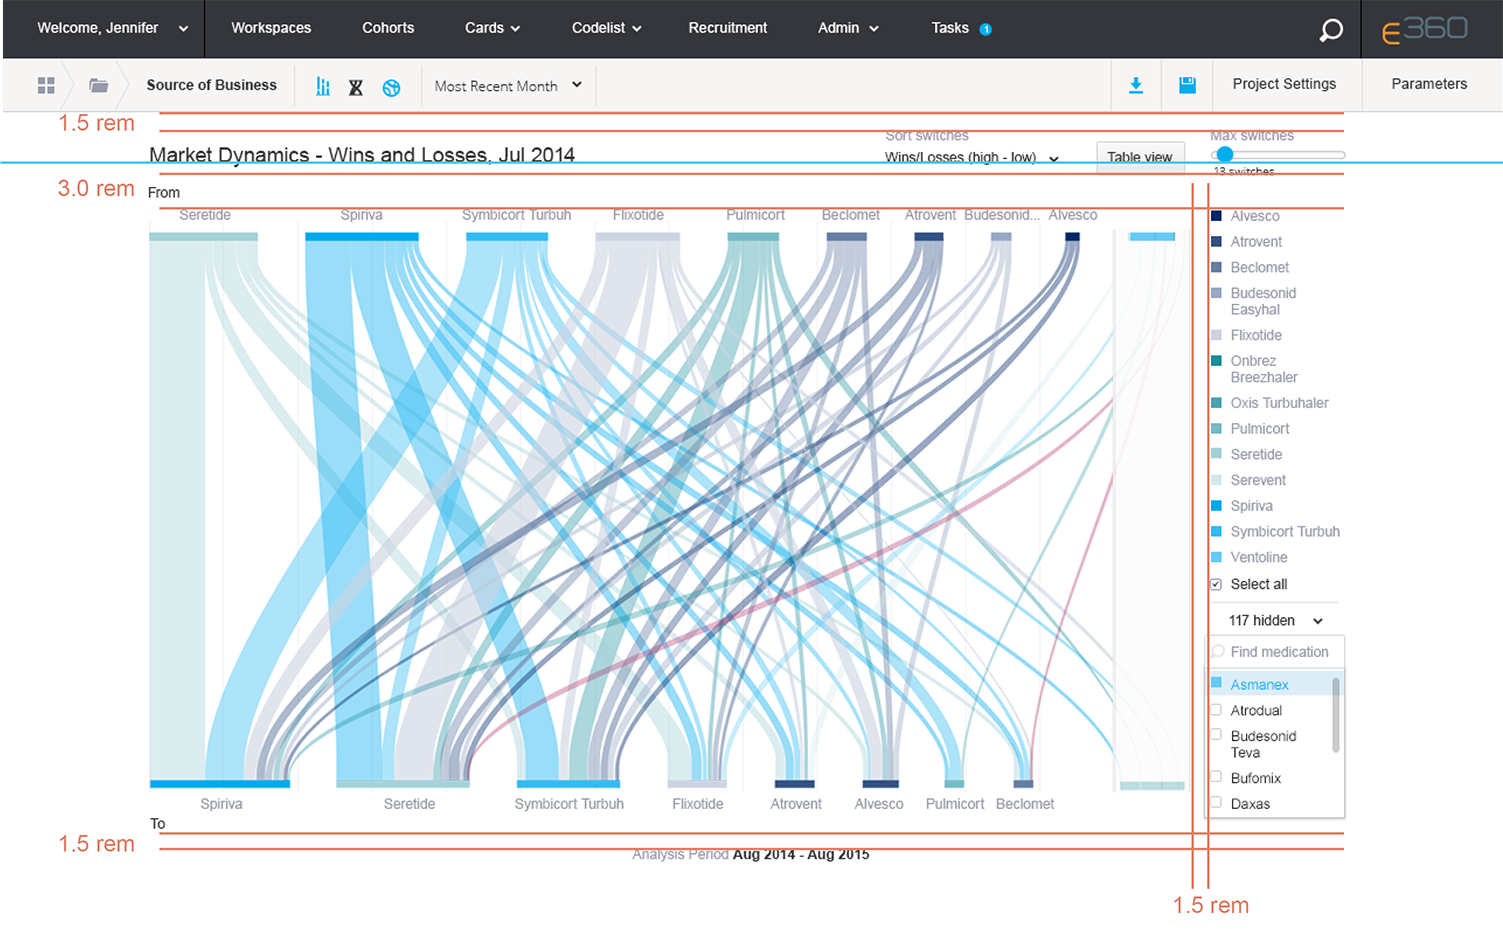 Welcome, Jennifer Workspaces Cohorts Cards Codelist Recruitment Admin Tasks 1 e360
Source of Business Most Recent Month Project Settings Parameters
1.5 rem
Sort switches Max switches
Market Dynamics - Wins and Losses, Jul 2014 Wins/Losses (high - low) Table view
13 switches
3.0 rem From
Seretide Spiriva Symbicort Turbuh Flixotide Pulmicort Beclomet Atrovent Budesonid... Alvesco
Alvesco
Atrovent
Beclomet
Budesonid
Easyhal
Flixotide
Onbrez
Breezhaler
Oxis Turbuhaler
Pulmicort
Seretide
Serevent
Spiriva
Symbicort Turbuh
Ventoline
Select all
117 hidden
Find medication
Asmanex
Atrodual
Budesonid
Teva
Bufomix
Daxas
Spiriva Seretide Symbicort Turbuh Flixotide Atrovent Alvesco Pulmicort Beclomet
To
1.5 rem
Analysis Period Aug 2014 - Aug 2015
1.5 rem